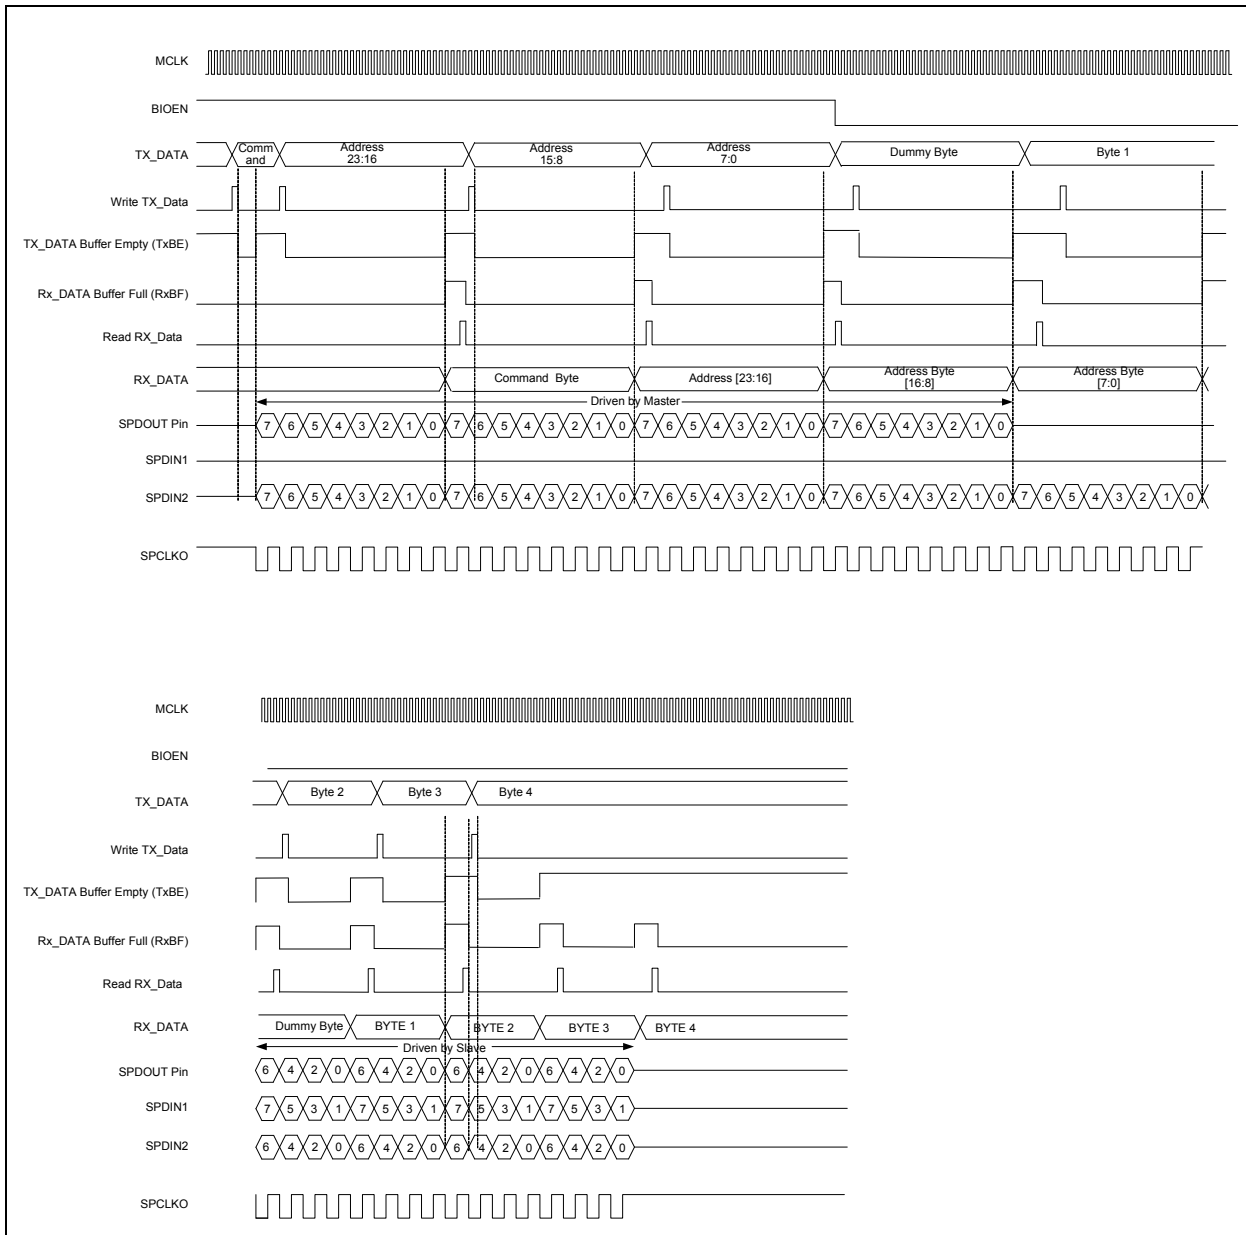 MCLK
BIOEN
TX_DATA Comm and Address 23:16 Address 15:8 Address 7:0 Dummy Byte Byte 1
Write TX_Data
TX_DATA Buffer Empty (TxBE)
Rx_DATA Buffer Full (RxBF)
Read RX_Data
RX_DATA Command Byte Address [23:16] Address Byte [16:8] Address Byte [7:0]
Driven by Master
SPDOUT Pin 7 6 5 4 3 2 1 0 7 6 5 4 3 2 1 0 7 6 5 4 3 2 1 0 7 6 5 4 3 2 1 0
SPDIN1
SPDIN2 7 6 5 4 3 2 1 0 7 6 5 4 3 2 1 0 7 6 5 4 3 2 1 0 7 6 5 4 3 2 1 0 7 6 5 4 3 2 1 0
SPCLKO
MCLK
BIOEN
TX_DATA Byte 2 Byte 3 Byte 4
Write TX_Data
TX_DATA Buffer Empty (TxBE)
Rx_DATA Buffer Full (RxBF)
Read RX_Data
RX_DATA Dummy Byte BYTE 1 BYTE 2 BYTE 3 BYTE 4
Driven by Slave
SPDOUT Pin 6 4 2 0 6 4 2 0 6 4 2 0 6 4 2 0
SPDIN1 7 5 3 1 7 5 3 1 7 5 3 1 7 5 3 1
SPDIN2 6 4 2 0 6 4 2 0 6 4 2 0 6 4 2 0
SPCLKO